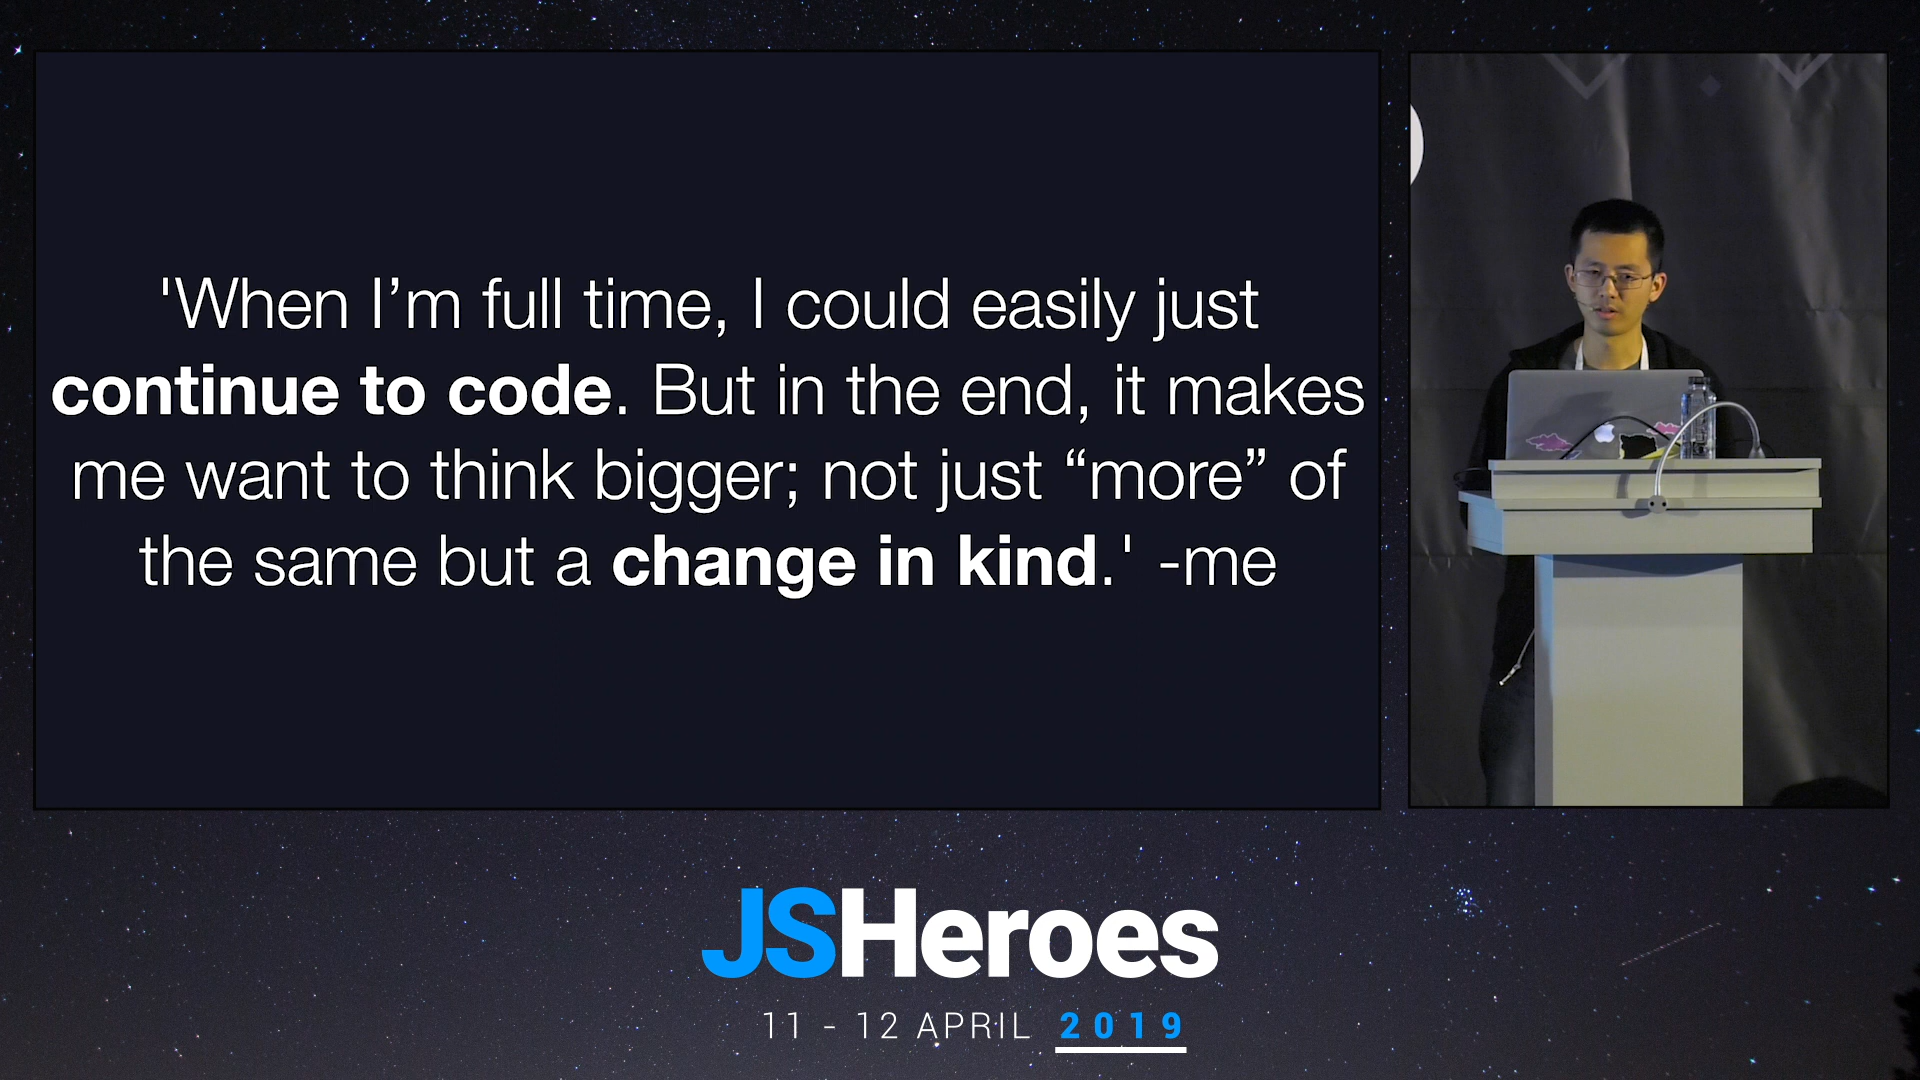 'When I’m full time, I could easily just
continue to code. But in the end, it makes
me want to think bigger; not just “more” of
the same but a change in kind.' -me
JSHeroes
11 - 12 APRIL 2019